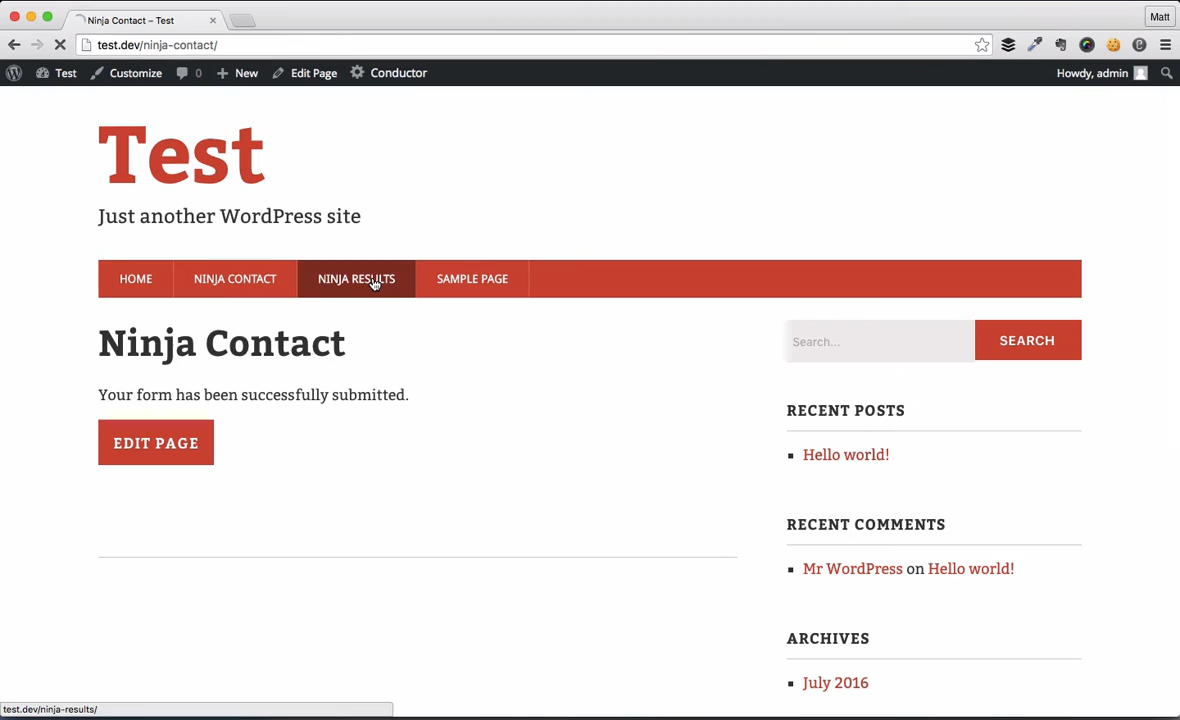 Ninja Contact – Test
Matt
test.dev/ninja-contact/
Test Customize 0 New Edit Page Conductor Howdy, admin
Test
Just another WordPress site
HOME NINJA CONTACT NINJA RESULTS SAMPLE PAGE
Ninja Contact
Your form has been successfully submitted.
EDIT PAGE
Search... SEARCH
RECENT POSTS
Hello world!
RECENT COMMENTS
Mr WordPress on Hello world!
ARCHIVES
July 2016
test.dev/ninja-results/